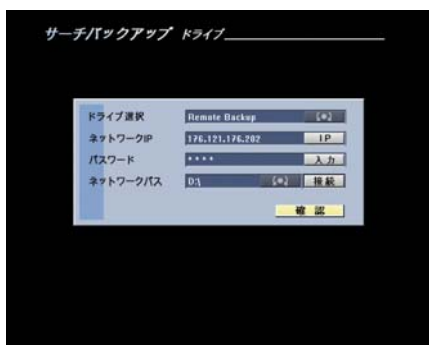 サーチ/バックアップ ドライブ
ドライブ選択 Remote Backup
ネットワークIP 176.121.176.202 IP
パスワード **** 入力
ネットワークパス D:\ 接続
確認